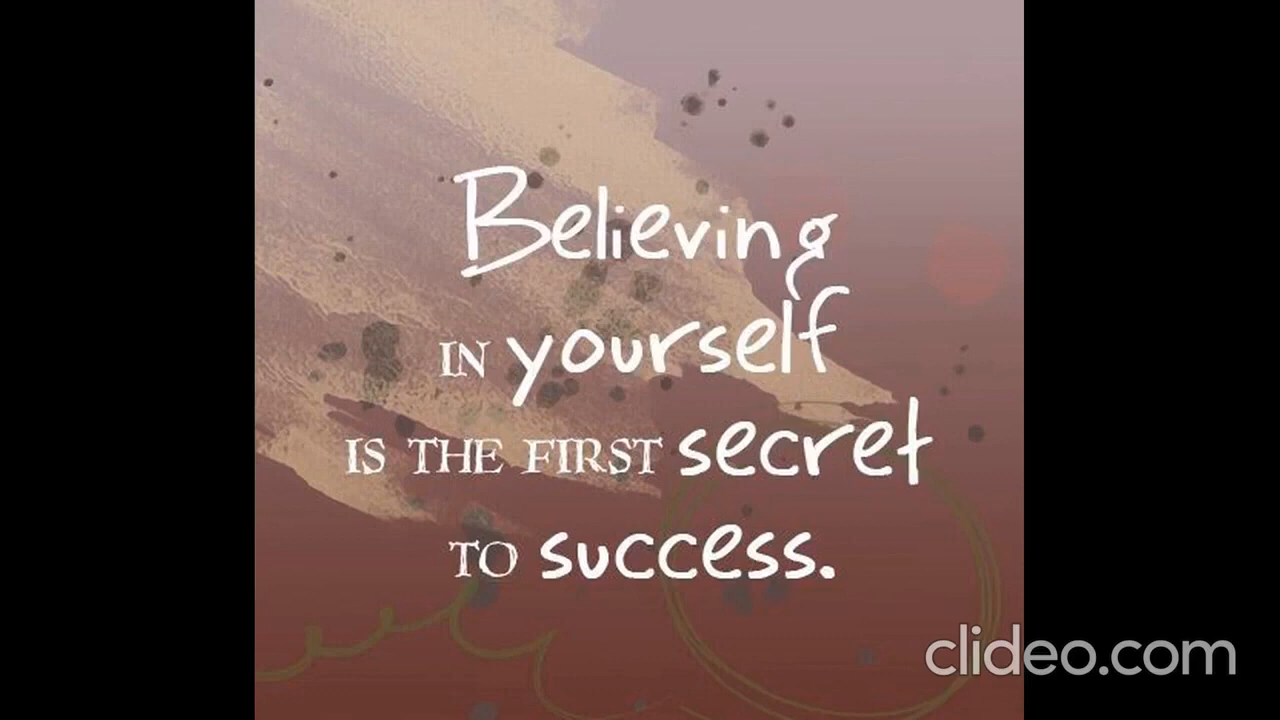 Believing
IN yourself
IS THE FIRST secret
TO success.
clideo.com